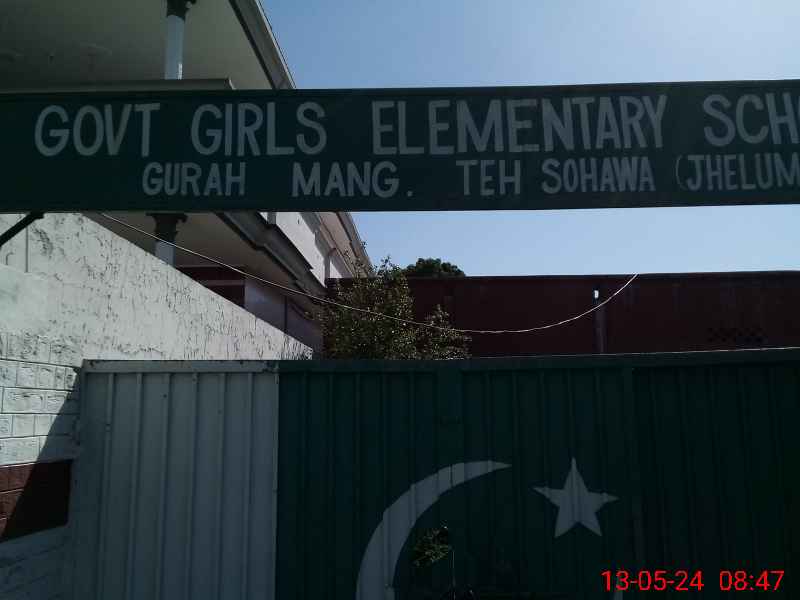 GOVT GIRLS ELEMENTARY SCH
GURAH MANG. TEH SOHAWA (JHELUM
13-05-24 08:47